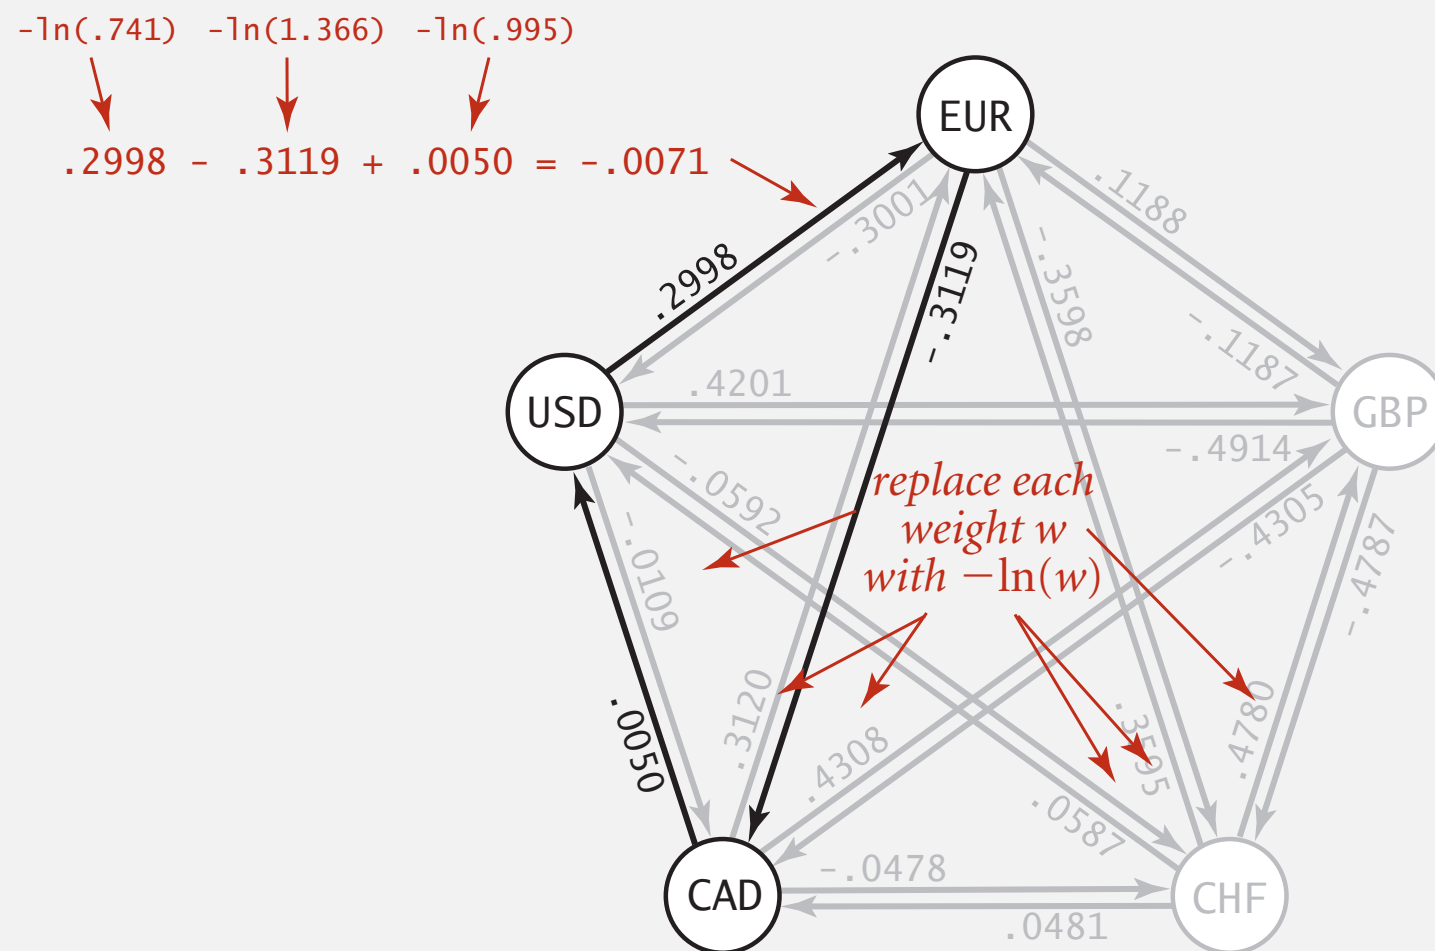 -ln(.741) -ln(1.366) -ln(.995)
.2998 - .3119 + .0050 = -.0071
EUR
.1188
-.3001
-.3119
-.3598
.2998
-.1187
.4201
USD
GBP
-.4914
-.0592
replace each
weight w
with −ln(w)
-.4305
-.0109
-.4787
.0050
.3120
.4308
.3595
.4780
.0587
CAD
-.0478
CHF
.0481